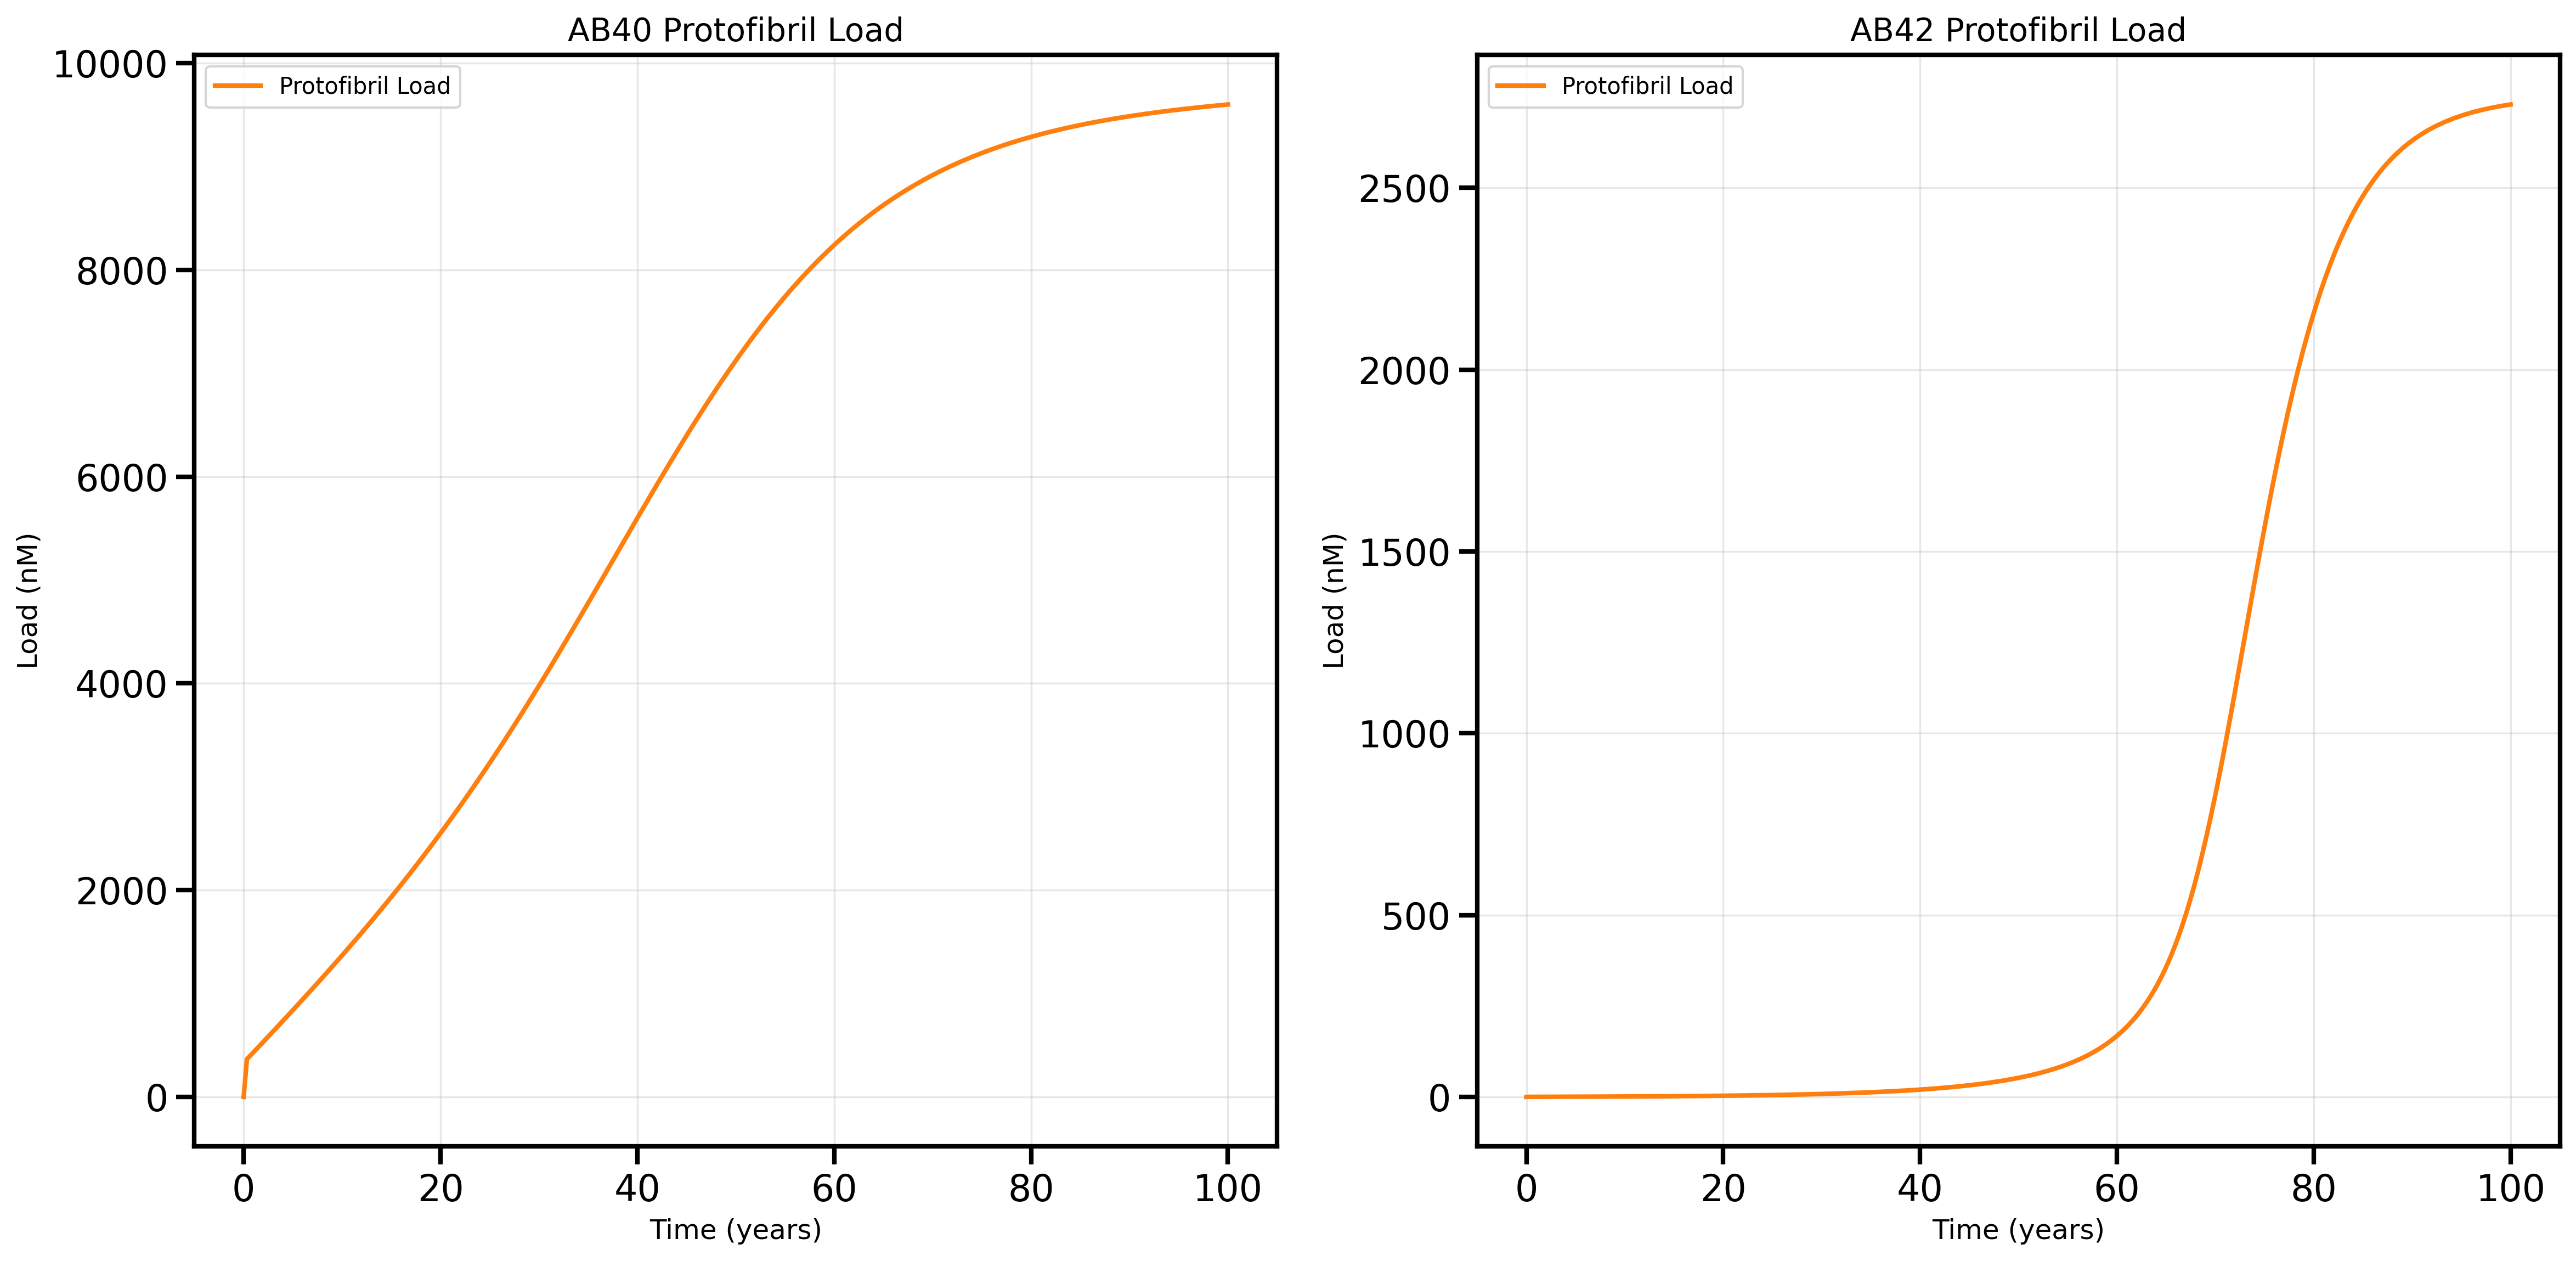 AB40 Protofibril Load
Protofibril Load
Load (nM)
10000
8000
6000
4000
2000
0
0 20 40 60 80 100
Time (years)
AB42 Protofibril Load
Protofibril Load
Load (nM)
2500
2000
1500
1000
500
0
0 20 40 60 80 100
Time (years)